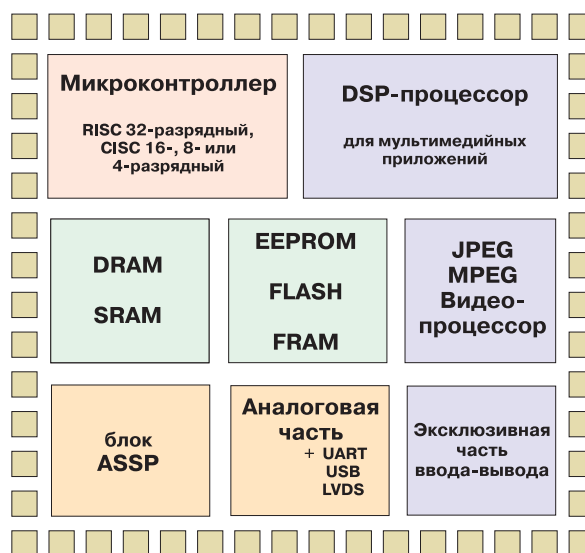 Микроконтроллер
RISC 32-разрядный,
CISC 16-, 8- или
4-разрядный
DSP-процессор
для мультимедийных
приложений
DRAM
SRAM
EEPROM
FLASH
FRAM
JPEG
MPEG
Видео-
процессор
блок
ASSP
Аналоговая
часть
+ UART
USB
LVDS
Эксклюзивная
часть
ввода-вывода